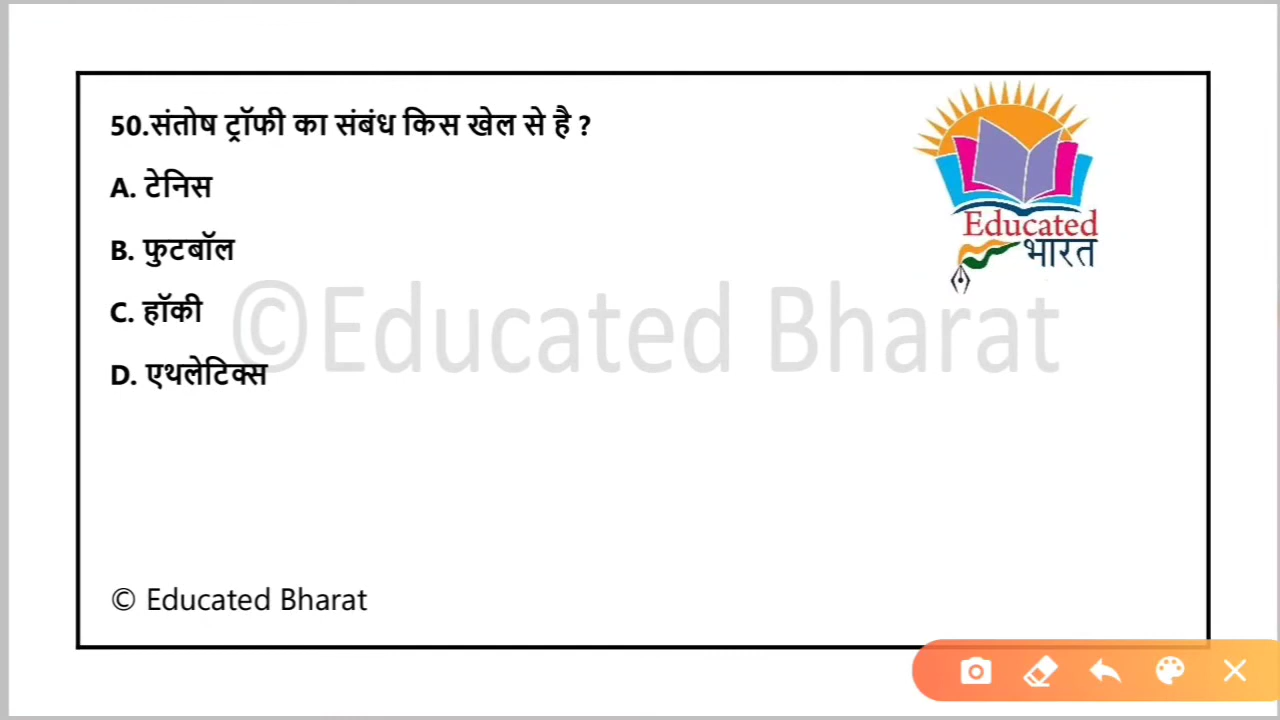 50.संतोष ट्रॉफी का संबंध किस खेल से है ?
A. टेनिस
B. फुटबॉल
C. हॉकी
D. एथलेटिक्स
Educated
भारत
©Educated Bharat
© Educated Bharat